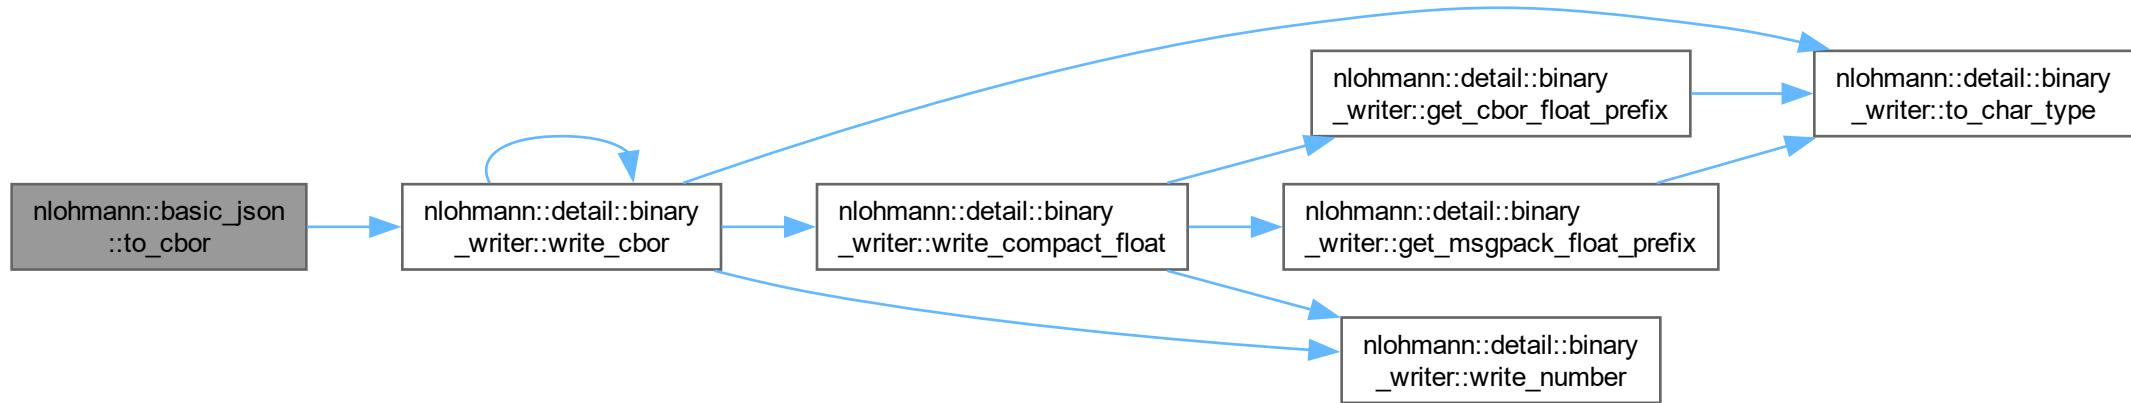 nlohmann::basic_json
::to_cbor
nlohmann::detail::binary
_writer::write_cbor
nlohmann::detail::binary
_writer::write_compact_float
nlohmann::detail::binary
_writer::get_cbor_float_prefix
nlohmann::detail::binary
_writer::get_msgpack_float_prefix
nlohmann::detail::binary
_writer::write_number
nlohmann::detail::binary
_writer::to_char_type